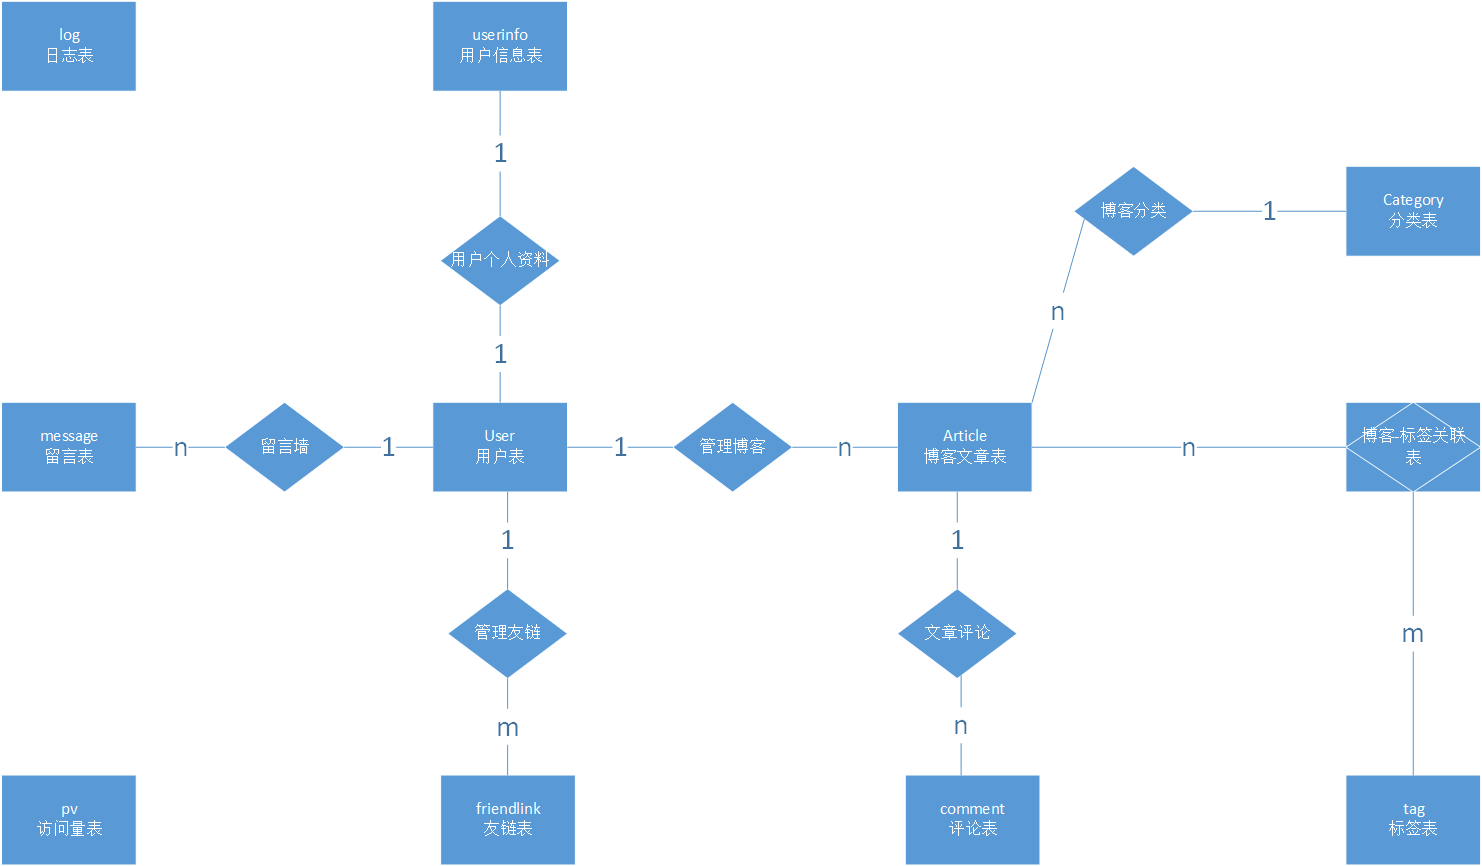 log
日志表
userinfo
用户信息表
1
用户个人资料
1
博客分类
1
Category
分类表
n
message
留言表
n
留言墙
1
User
用户表
1
管理博客
n
Article
博客文章表
n
博客-标签关联
表
1
管理友链
m
1
文章评论
n
m
pv
访问量表
friendlink
友链表
comment
评论表
tag
标签表